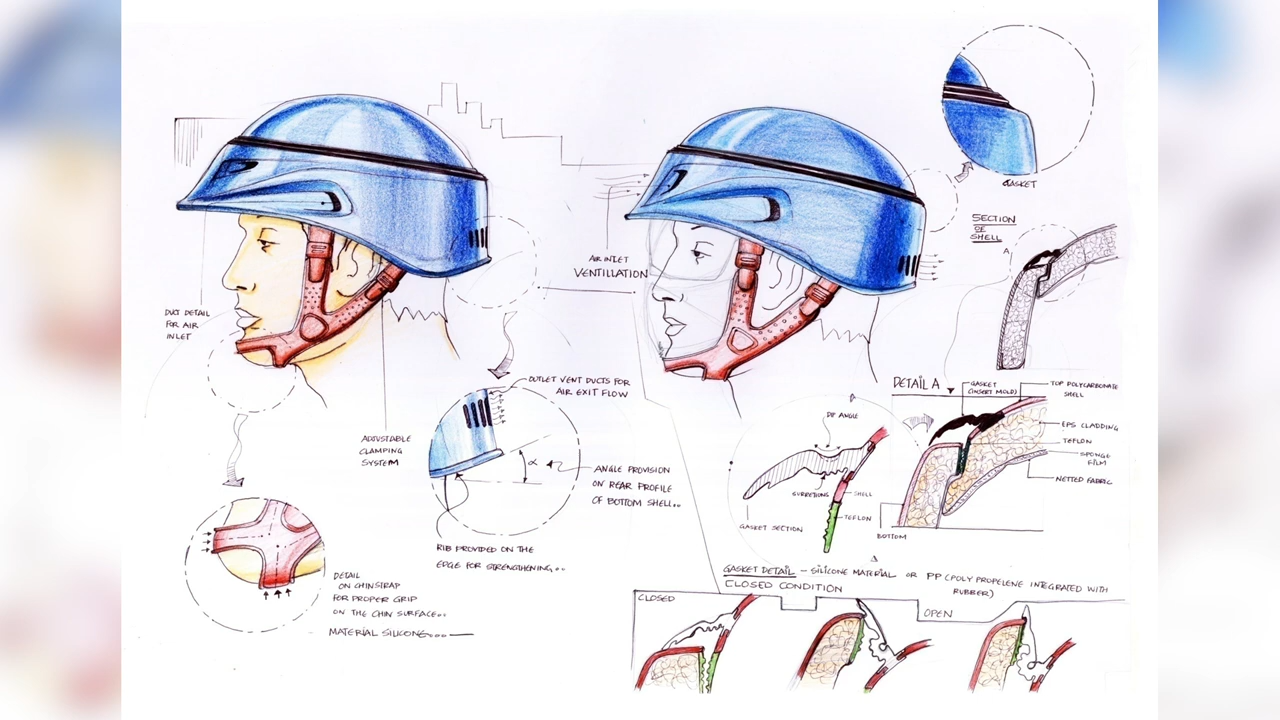 GASKET
SECTION
OF
SHELL
A
AIR INLET
VENTILLATION
DUCT DETAIL
FOR AIR
INLET
OUTLET VENT DUCTS FOR
AIR EXIT FLOW
ADJUSTABLE
CLAMPING
SYSTEM
α
ANGLE PROVISION
ON REAR PROFILE
OF BOTTOM SHELL..
RIB PROVIDED ON THE
EDGE FOR STRENGTHENING..
DETAIL
ON CHINSTRAP
FOR PROPER GRIP
ON THE CHIN SURFACE..
MATERIAL SILICONE...
DETAIL A
GASKET
(INSERT MOLD)
TOP POLYCARBONATE
SHELL
EPS CLADDING
TEFLON
SPONGE
FILM
NETTED FABRIC
BOTTOM
ANGLE
SHELL
TEFLON
GASKET SECTION
GASKET DETAIL - SILICONE MATERIAL OR PP (POLY PROPELENE INTEGRATED WITH
RUBBER)
CLOSED CONDITION
CLOSED
OPEN